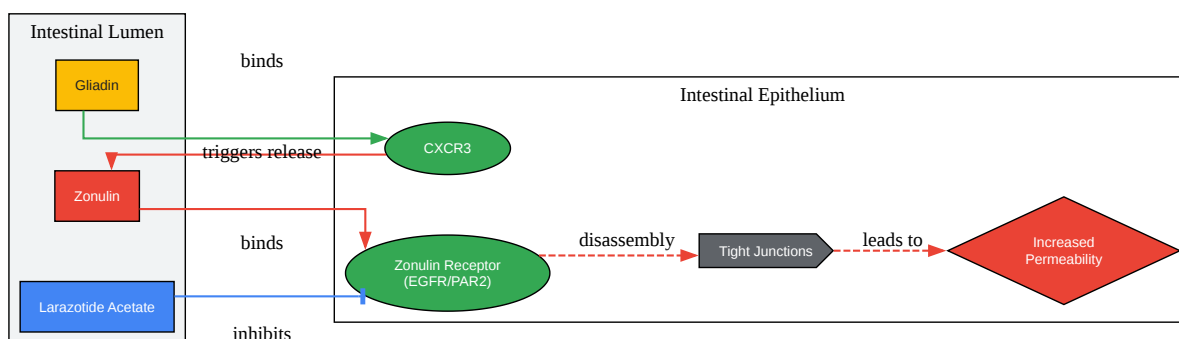 Intestinal Lumen
binds
Gliadin
Intestinal Epithelium
CXCR3
triggers release
Zonulin
binds
disassembly
Tight Junctions
leads to
Increased
Permeability
Zonulin Receptor
(EGFR/PAR2)
Larazotide Acetate
inhibits